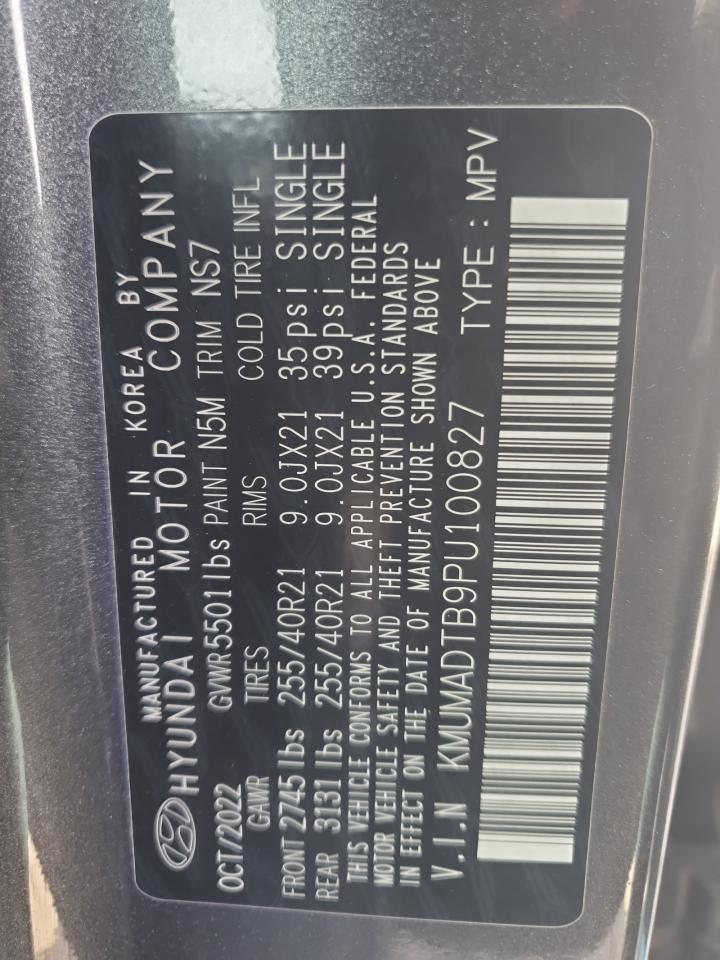 MANUFACTURED IN KOREA BY
HYUNDAI MOTOR COMPANY
OCT/2022 GVWR 5501lbs PAINT N5M TRIM NS7
GAWR TIRES RIMS COLD TIRE INFL
FRONT 2745lbs 255/40R21 9.0JX21 35psi SINGLE
REAR 3131lbs 255/40R21 9.0JX21 39psi SINGLE
THIS VEHICLE CONFORMS TO ALL APPLICABLE U.S.A. FEDERAL
MOTOR VEHICLE SAFETY AND THEFT PREVENTION STANDARDS
IN EFFECT ON THE DATE OF MANUFACTURE SHOWN ABOVE
V.I.N KMUMADTB9PU100827 TYPE : MPV